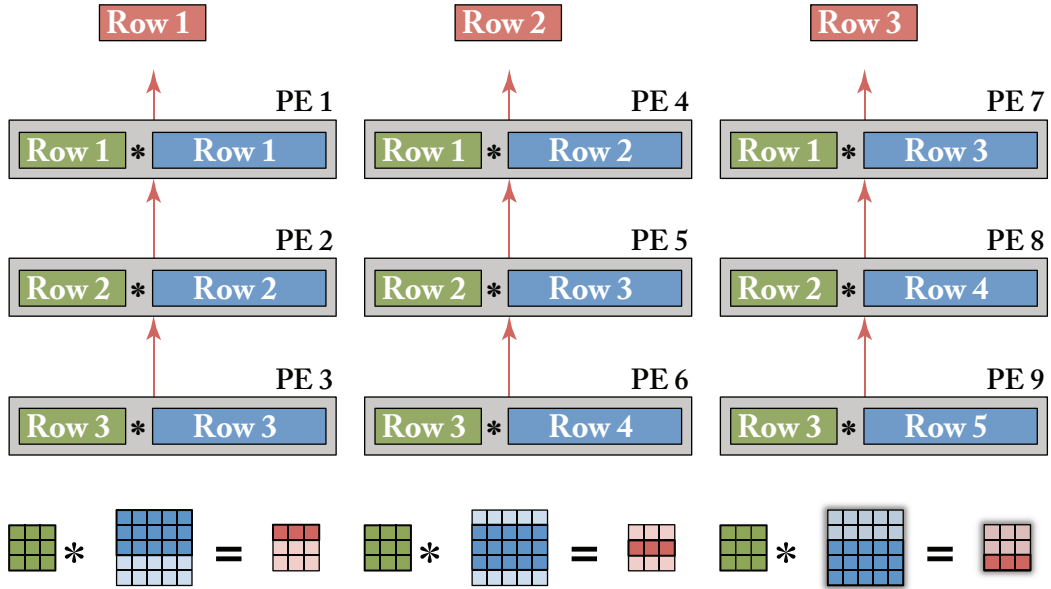 Row 1 Row 2 Row 3
PE 1 PE 4 PE 7
Row 1 * Row 1 Row 1 * Row 2 Row 1 * Row 3
PE 2 PE 5 PE 8
Row 2 * Row 2 Row 2 * Row 3 Row 2 * Row 4
PE 3 PE 6 PE 9
Row 3 * Row 3 Row 3 * Row 4 Row 3 * Row 5
* = * = * =